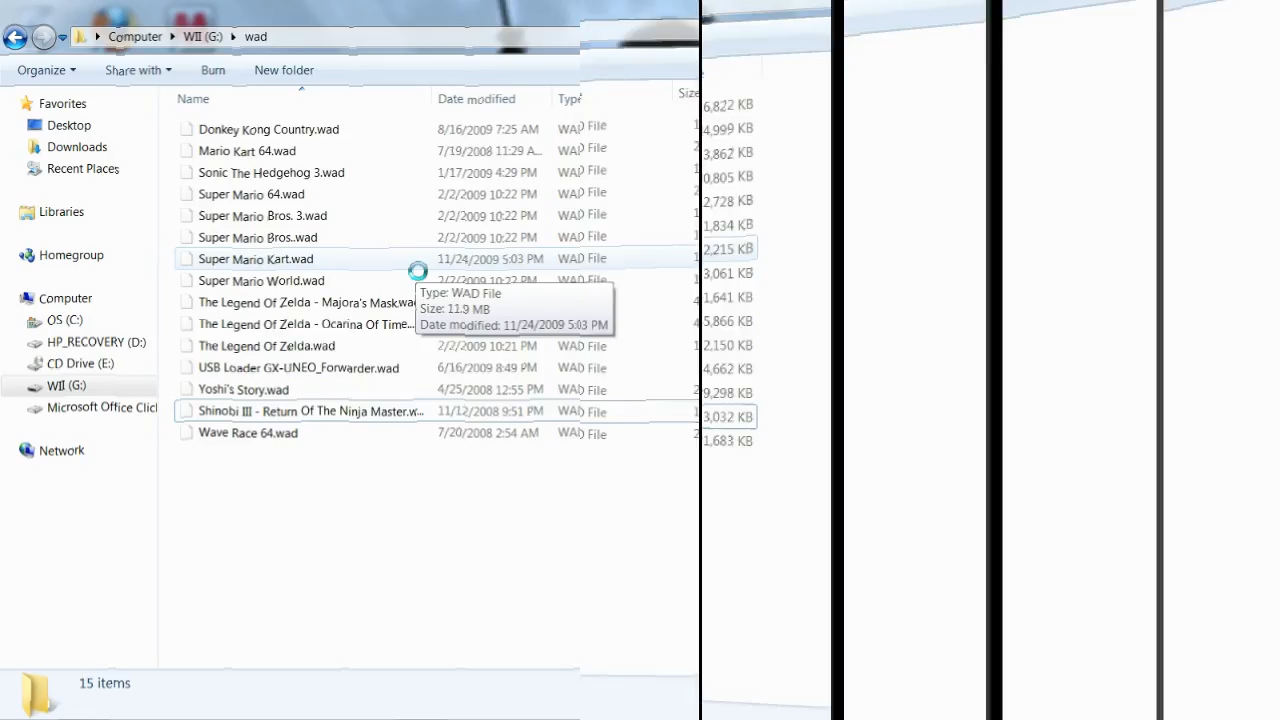 Computer ▸ WII (G:) ▸ wad
Organize Share with Burn New folder
Name Date modified Type Size
Favorites
Desktop
Downloads
Recent Places
Libraries
Homegroup
Computer
OS (C:)
HP_RECOVERY (D:)
CD Drive (E:)
WII (G:)
Microsoft Office Clic
Network
Donkey Kong Country.wad 8/16/2009 7:25 AM WAD File 6,822 KB
Mario Kart 64.wad 7/19/2008 11:29 A... WAD File 4,999 KB
Sonic The Hedgehog 3.wad 1/17/2009 4:29 PM WAD File 3,862 KB
Super Mario 64.wad 2/2/2009 10:22 PM WAD File 0,805 KB
Super Mario Bros. 3.wad 2/2/2009 10:22 PM WAD File 2,728 KB
Super Mario Bros..wad 2/2/2009 10:22 PM WAD File 1,834 KB
Super Mario Kart.wad 11/24/2009 5:03 PM WAD File 2,215 KB
Super Mario World.wad 2/2/2009 10:22 PM WAD File 3,061 KB
The Legend Of Zelda - Majora's Mask.wad 1,641 KB
The Legend Of Zelda - Ocarina Of Time... 5,866 KB
The Legend Of Zelda.wad 2/2/2009 10:21 PM WAD File 2,150 KB
USB Loader GX-UNEO_Forwarder.wad 6/16/2009 8:49 PM WAD File 4,662 KB
Yoshi's Story.wad 4/25/2008 12:55 PM WAD File 9,298 KB
Shinobi III - Return Of The Ninja Master.w... 11/12/2008 9:51 PM WAD File 3,032 KB
Wave Race 64.wad 7/20/2008 2:54 AM WAD File 1,683 KB
Type: WAD File
Size: 11.9 MB
Date modified: 11/24/2009 5:03 PM
15 items